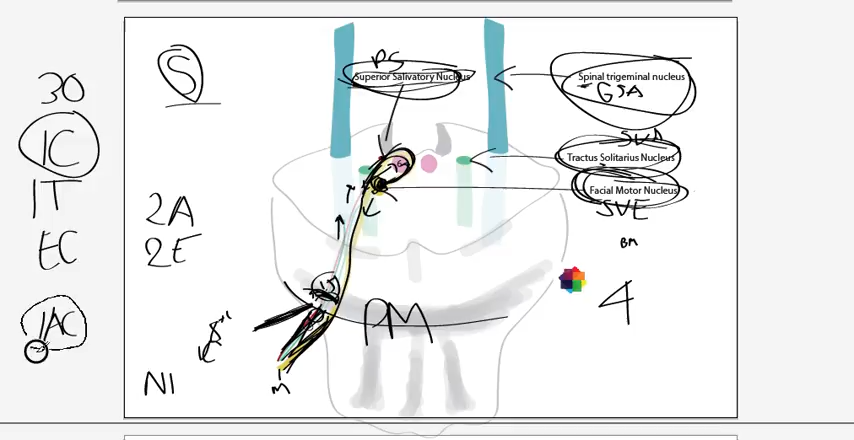 30
IC
IT
EC
IAC
S
2A
2E
N1
PS
Superior Salivatory Nucleus
Spinal trigeminal nucleus
GSA
SVA
Tractus Solitarius Nucleus
Facial Motor Nucleus
SVE
BM
4
PM
M